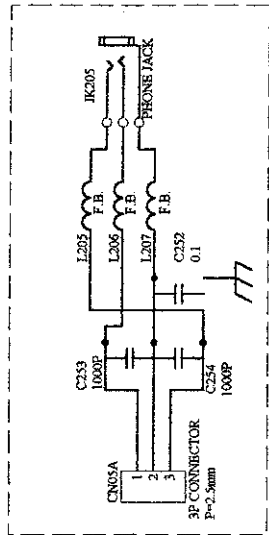 JK205
PHONE JACK
L205
F.B.
L206
F.B.
L207
F.B.
C252
0.1
C253
1000P
C254
1000P
CN05A
1
2
3
3P CONNECTOR
P=2.5mm